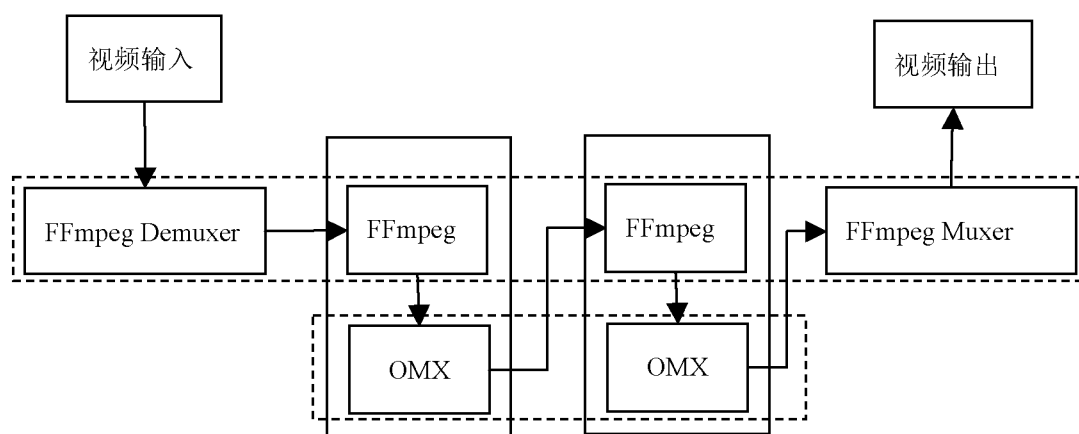 视频输入
视频输出
FFmpeg Demuxer
FFmpeg
FFmpeg
FFmpeg Muxer
OMX
OMX